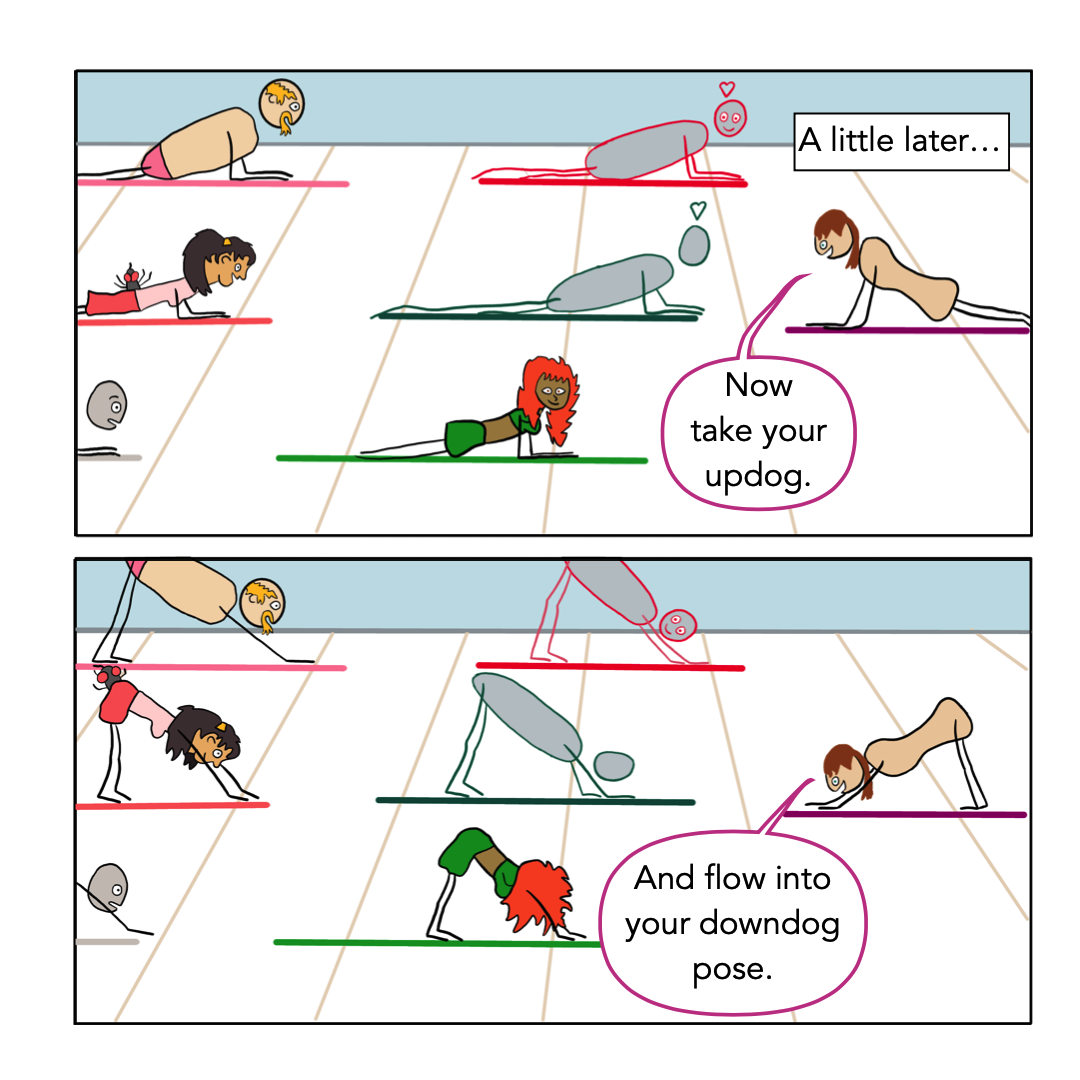 A little later...
Now
take your
updog.
And flow into
your downdog
pose.